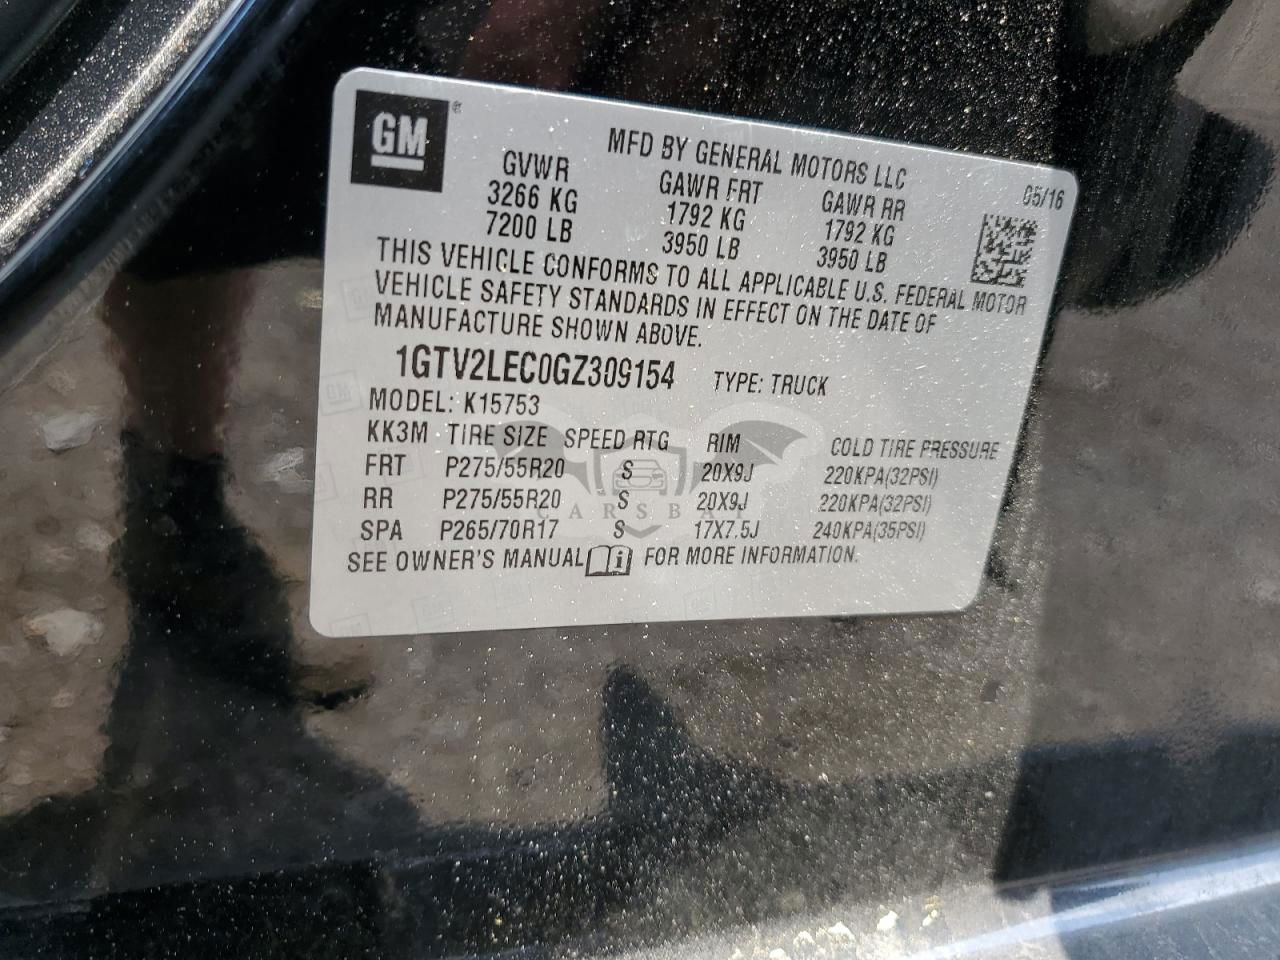 GM ®
MFD BY GENERAL MOTORS LLC
05/16
GVWR GAWR FRT GAWR RR
3266 KG 1792 KG 1792 KG
7200 LB 3950 LB 3950 LB
THIS VEHICLE CONFORMS TO ALL APPLICABLE U.S. FEDERAL MOTOR
VEHICLE SAFETY STANDARDS IN EFFECT ON THE DATE OF
MANUFACTURE SHOWN ABOVE.
1GTV2LEC0GZ309154 TYPE: TRUCK
MODEL: K15753
KK3M TIRE SIZE SPEED RTG RIM COLD TIRE PRESSURE
FRT P275/55R20 S 20X9J 220KPA(32PSI)
RR P275/55R20 S 20X9J 220KPA(32PSI)
SPA P265/70R17 S 17X7.5J 240KPA(35PSI)
SEE OWNER'S MANUAL i FOR MORE INFORMATION.